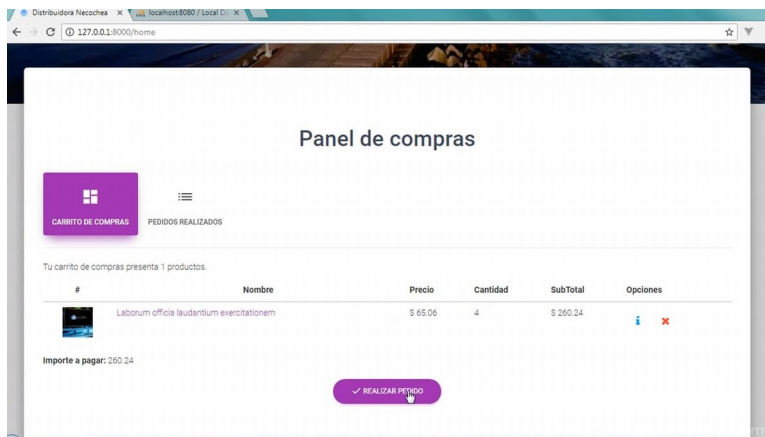 Distribuidora Necochea
localhost:8080 / Local D
127.0.0.1:8000/home
Panel de compras
CARRITO DE COMPRAS
PEDIDOS REALIZADOS
Tu carrito de compras presenta 1 productos.
# Nombre Precio Cantidad SubTotal Opciones
Laborum officia laudantium exercitationem $ 65.06 4 $ 260.24
Importe a pagar: 260.24
REALIZAR PEDIDO